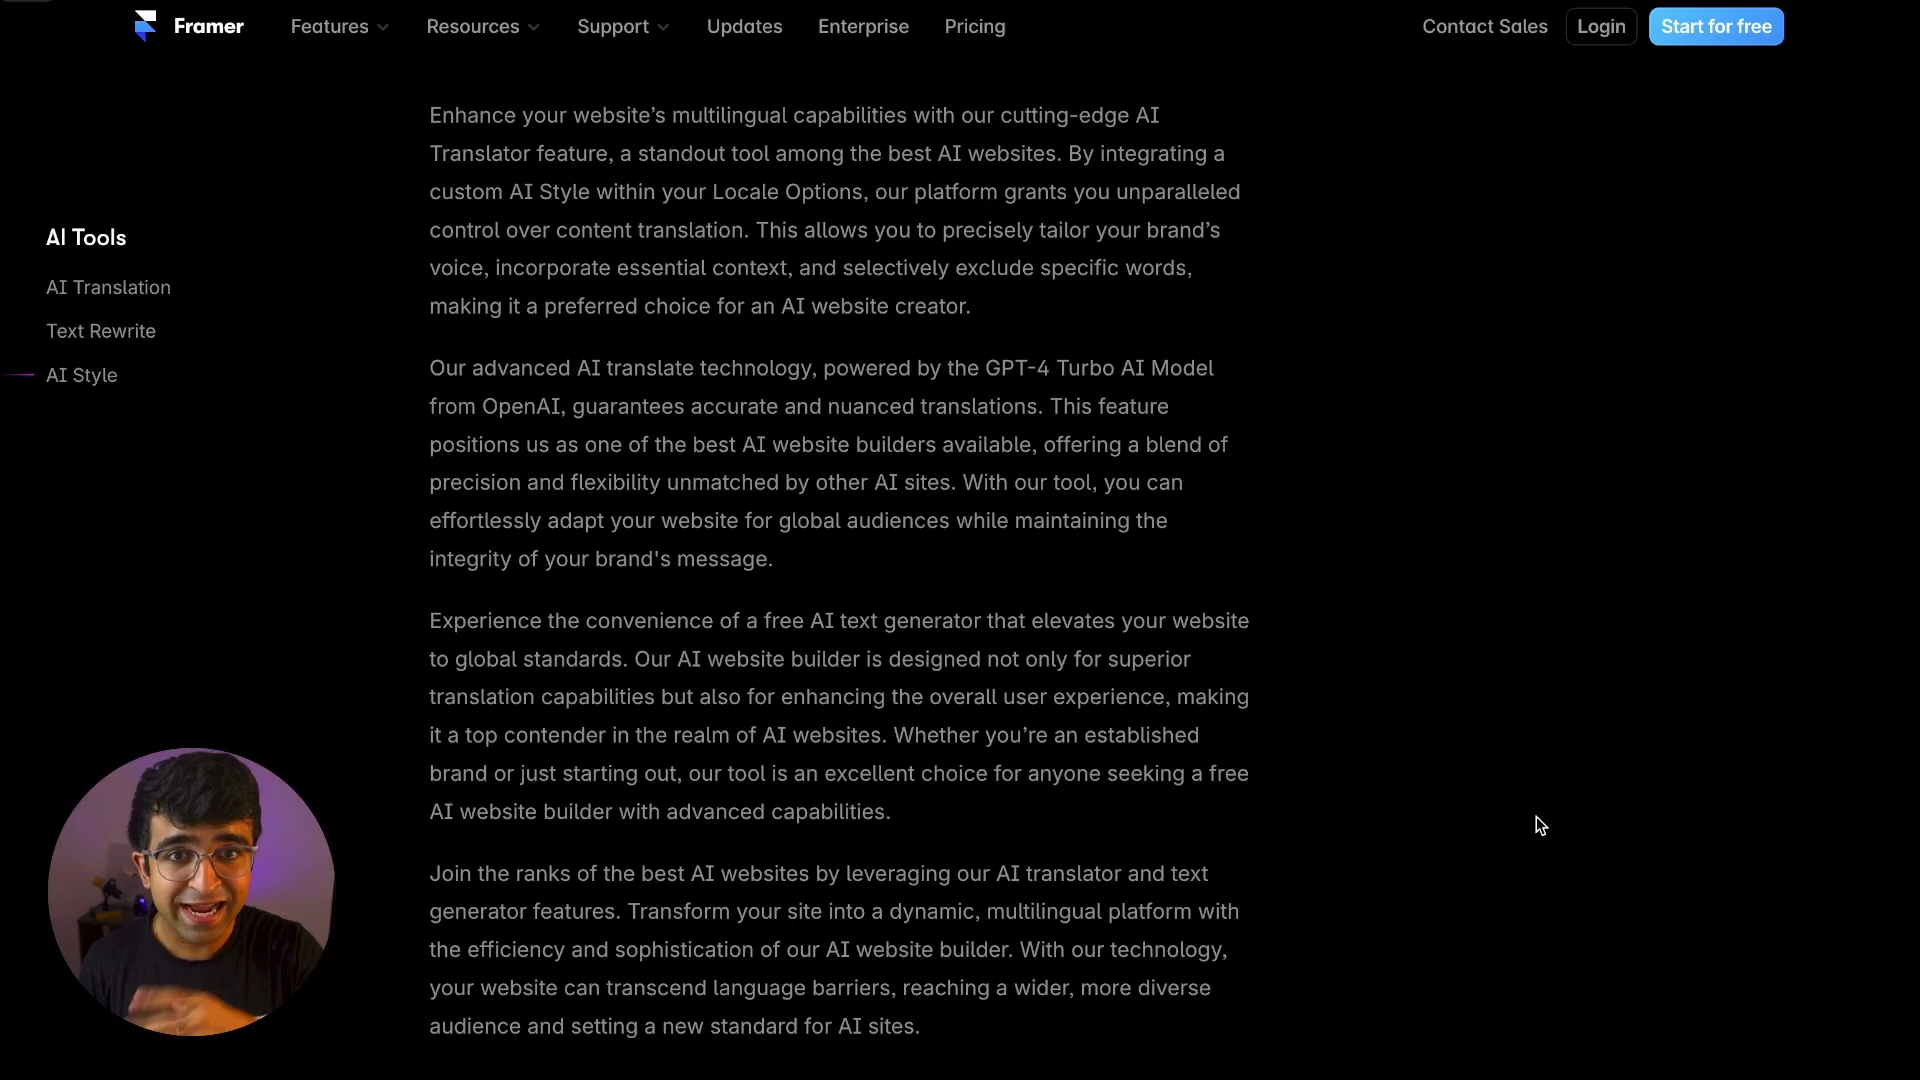 Framer
Features
Resources
Support
Updates
Enterprise
Pricing
Contact Sales
Login
Start for free
AI Tools
AI Translation
Text Rewrite
AI Style
Enhance your website’s multilingual capabilities with our cutting-edge AI
Translator feature, a standout tool among the best AI websites. By integrating a
custom AI Style within your Locale Options, our platform grants you unparalleled
control over content translation. This allows you to precisely tailor your brand’s
voice, incorporate essential context, and selectively exclude specific words,
making it a preferred choice for an AI website creator.
Our advanced AI translate technology, powered by the GPT-4 Turbo AI Model
from OpenAI, guarantees accurate and nuanced translations. This feature
positions us as one of the best AI website builders available, offering a blend of
precision and flexibility unmatched by other AI sites. With our tool, you can
effortlessly adapt your website for global audiences while maintaining the
integrity of your brand's message.
Experience the convenience of a free AI text generator that elevates your website
to global standards. Our AI website builder is designed not only for superior
translation capabilities but also for enhancing the overall user experience, making
it a top contender in the realm of AI websites. Whether you’re an established
brand or just starting out, our tool is an excellent choice for anyone seeking a free
AI website builder with advanced capabilities.
Join the ranks of the best AI websites by leveraging our AI translator and text
generator features. Transform your site into a dynamic, multilingual platform with
the efficiency and sophistication of our AI website builder. With our technology,
your website can transcend language barriers, reaching a wider, more diverse
audience and setting a new standard for AI sites.